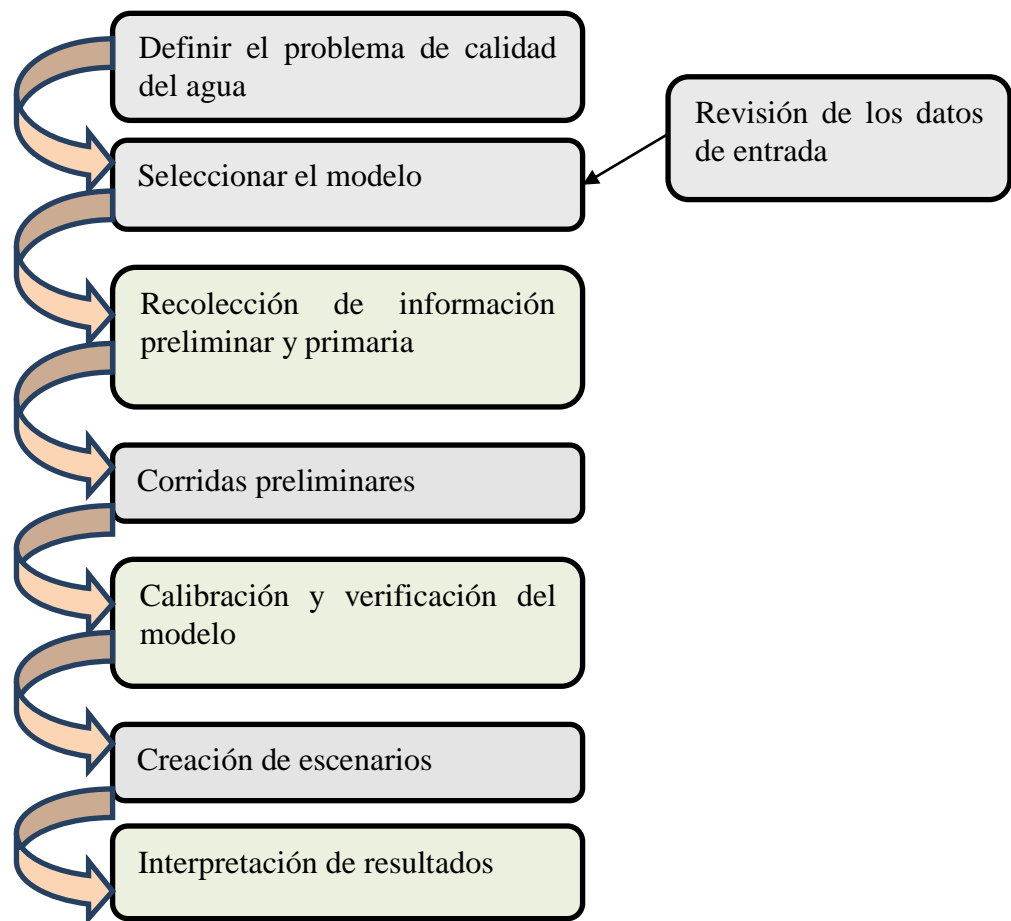 Definir el problema de calidad
del agua
Revisión de los datos
de entrada
Seleccionar el modelo
Recolección de información
preliminar y primaria
Corridas preliminares
Calibración y verificación del
modelo
Creación de escenarios
Interpretación de resultados